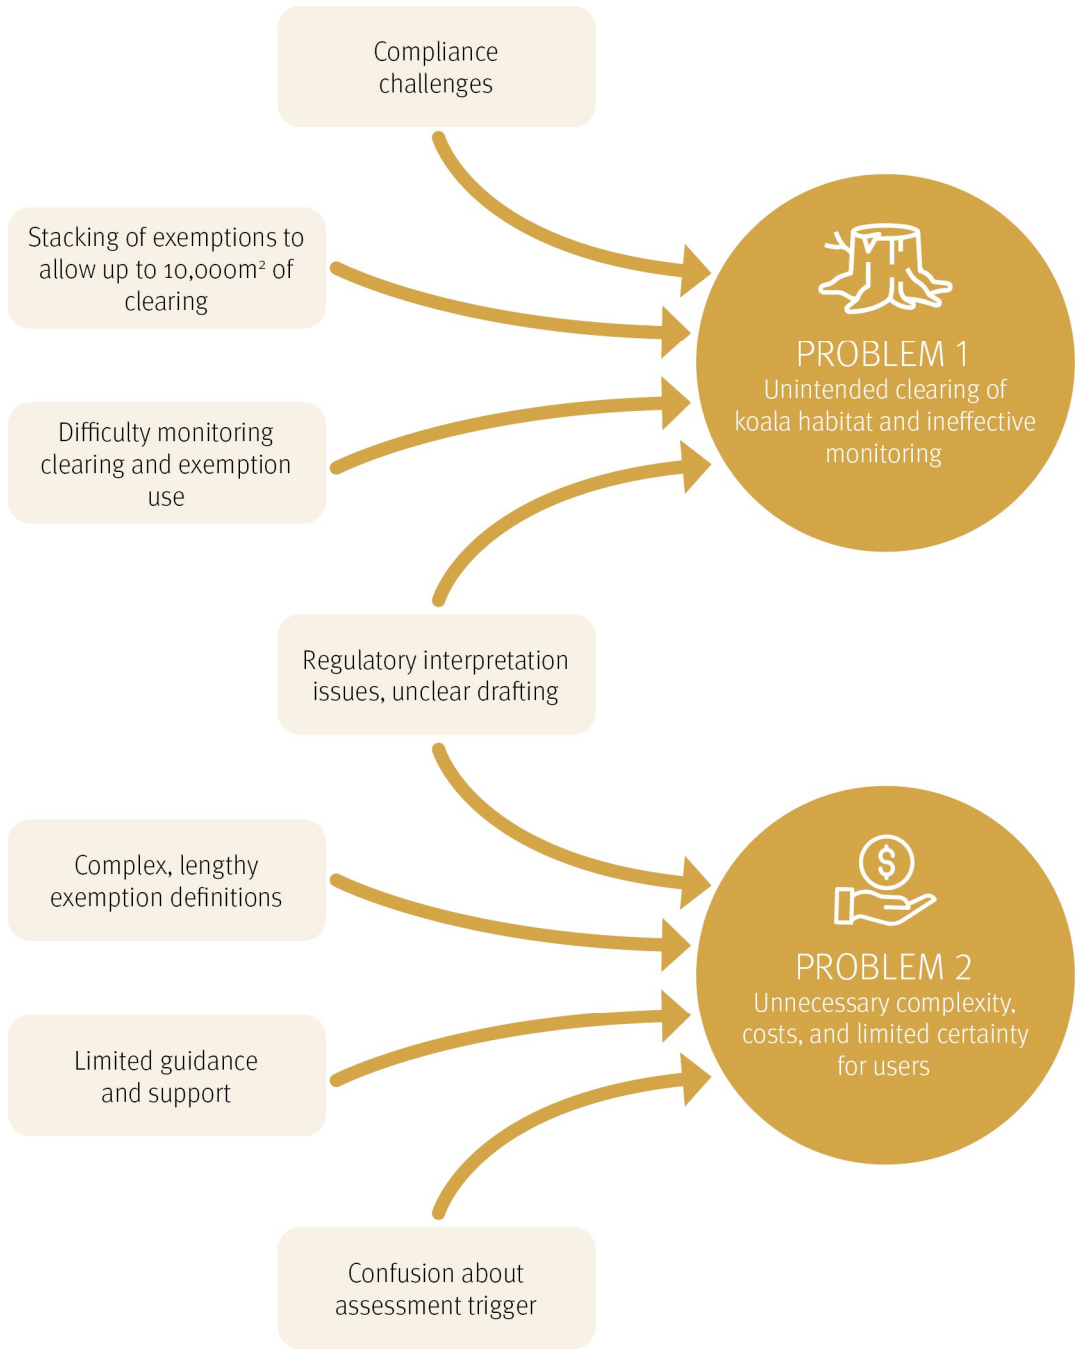 Compliance
challenges
Stacking of exemptions to
allow up to 10,000m² of
clearing
PROBLEM 1
Unintended clearing of
koala habitat and ineffective
monitoring
Difficulty monitoring
clearing and exemption
use
Regulatory interpretation
issues, unclear drafting
Complex, lengthy
exemption definitions
$
PROBLEM 2
Unnecessary complexity,
costs, and limited certainty
for users
Limited guidance
and support
Confusion about
assessment trigger